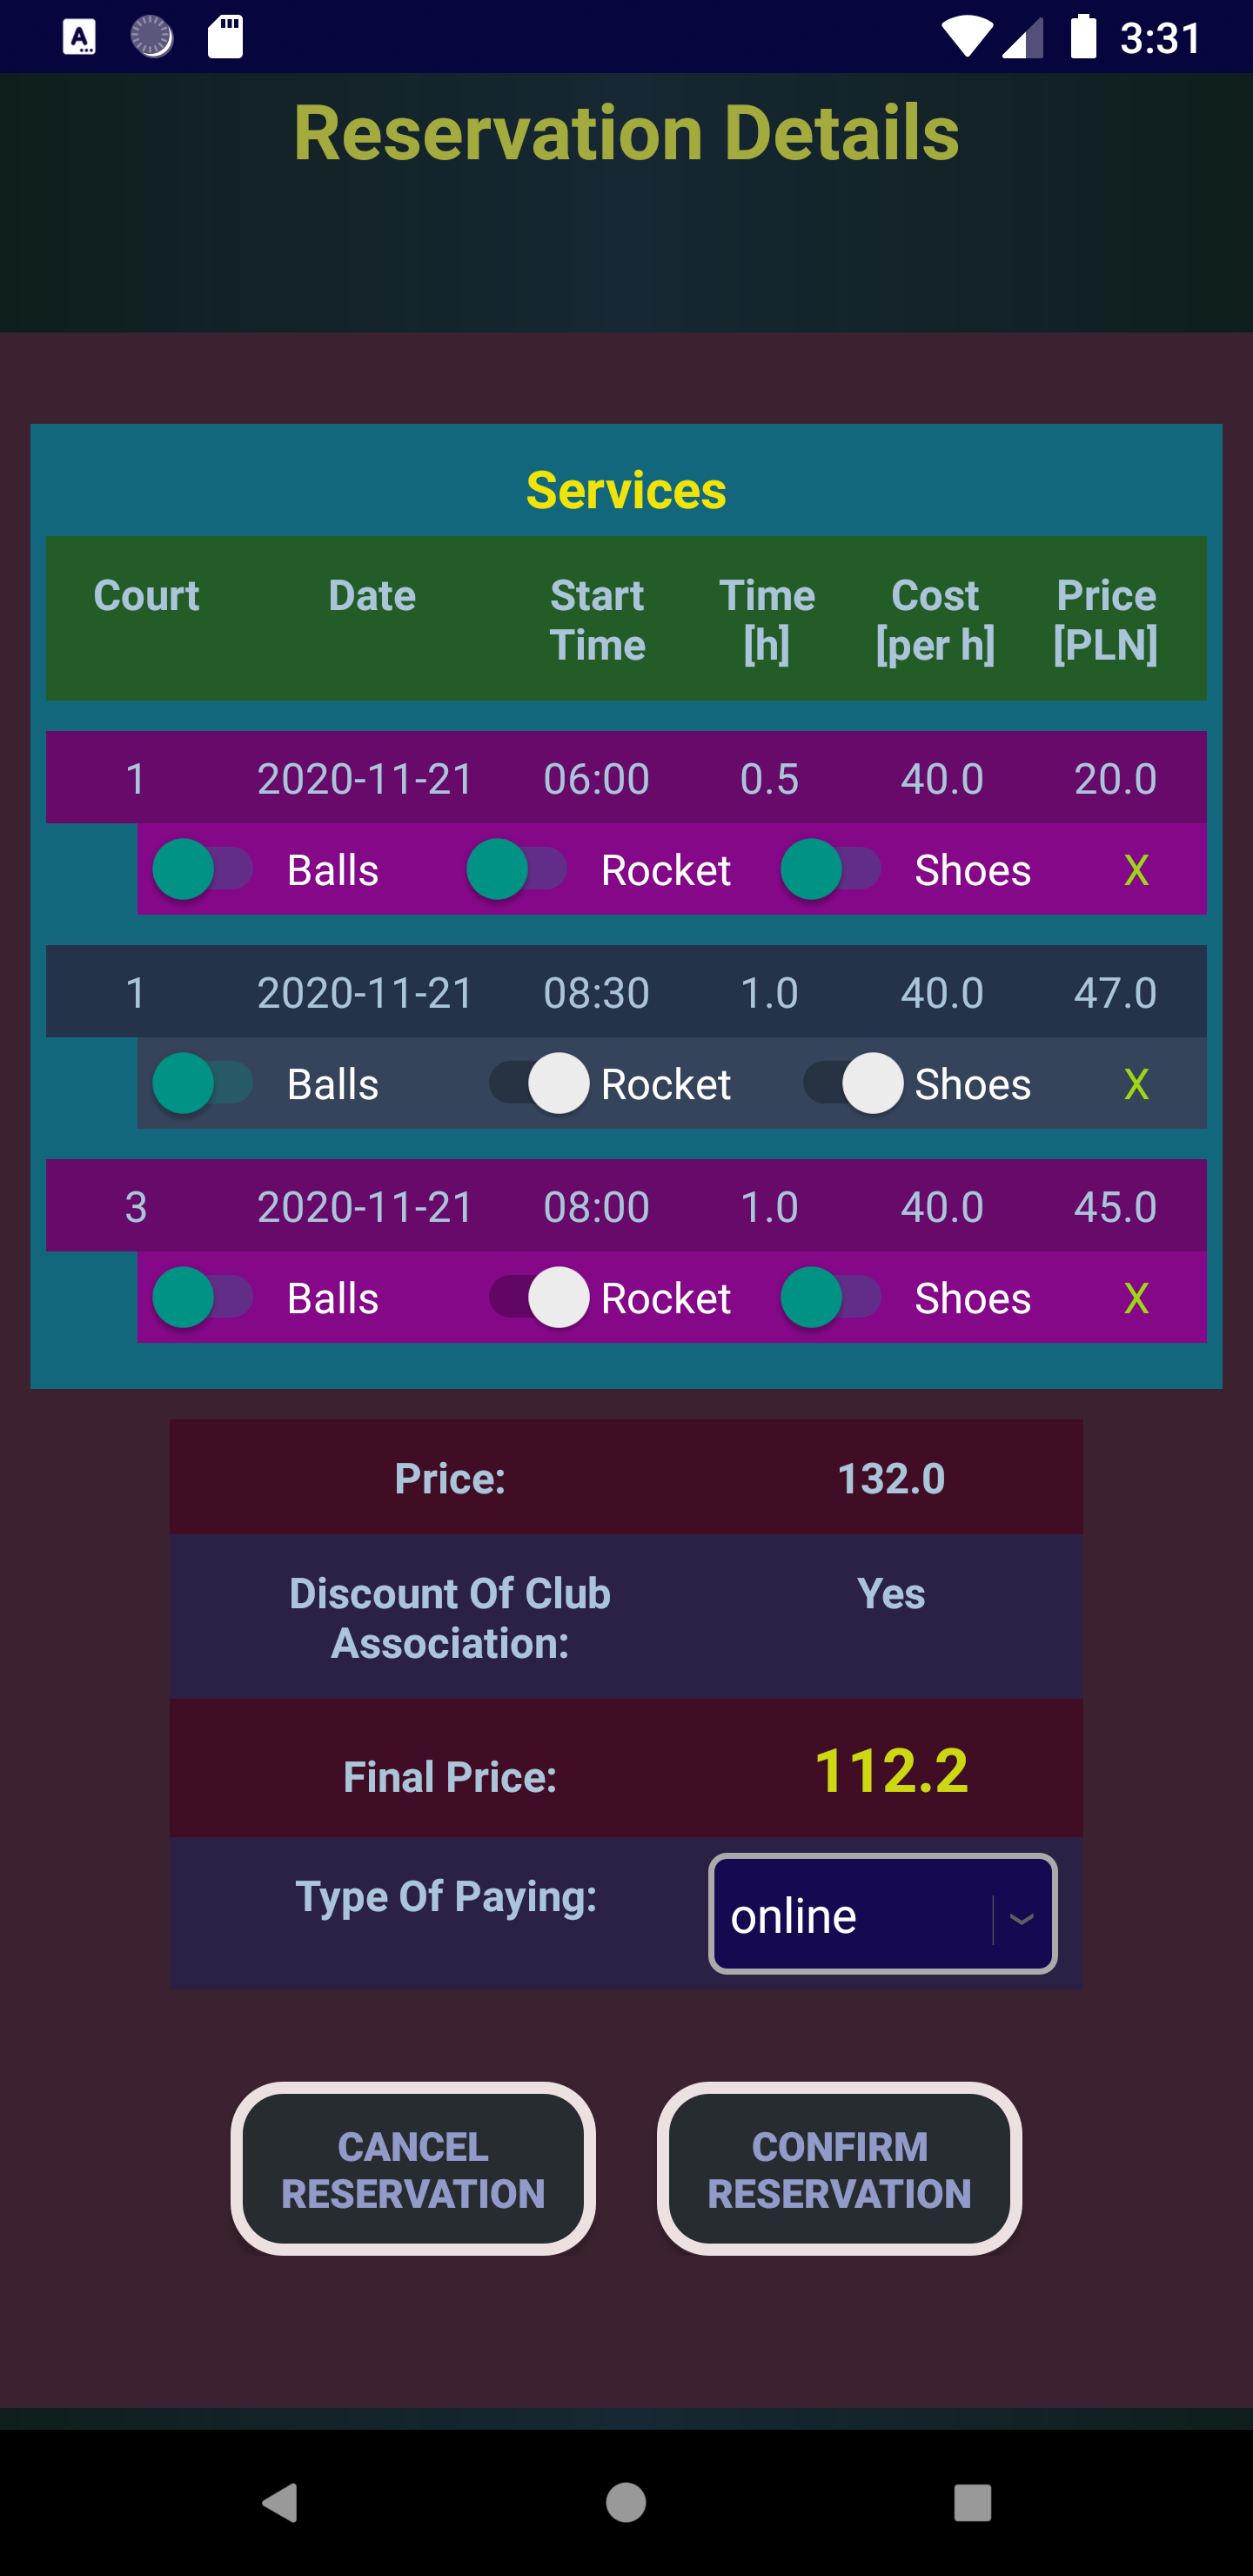 3:31
Reservation Details
Services
Court Date Start Time Time [h] Cost [per h] Price [PLN]
1 2020-11-21 06:00 0.5 40.0 20.0
Balls Rocket Shoes X
1 2020-11-21 08:30 1.0 40.0 47.0
Balls Rocket Shoes X
3 2020-11-21 08:00 1.0 40.0 45.0
Balls Rocket Shoes X
Price: 132.0
Discount Of Club Association: Yes
Final Price: 112.2
Type Of Paying: online
CANCEL RESERVATION
CONFIRM RESERVATION